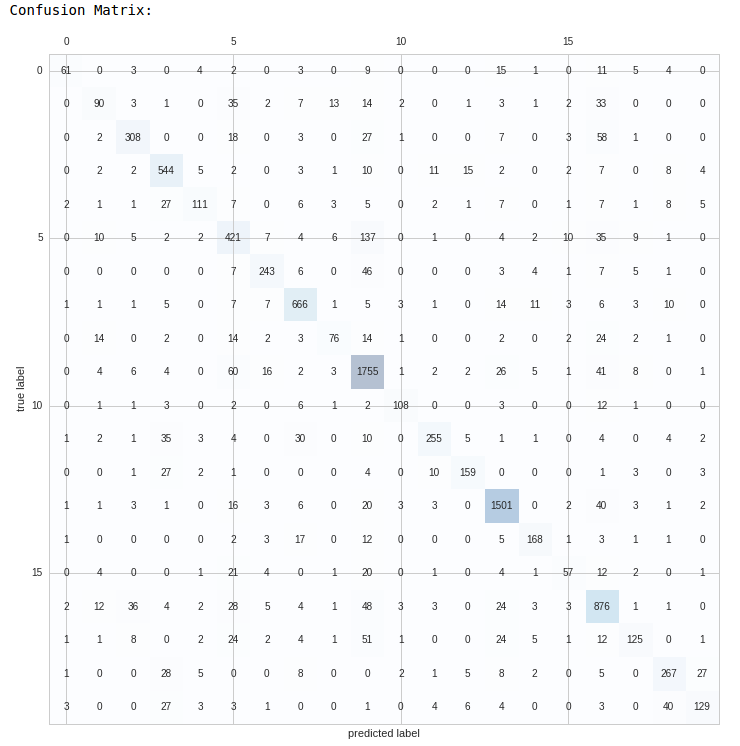 Confusion Matrix:
0 5 10 15
0 61 0 3 0 4 2 0 3 0 9 0 0 0 15 1 0 11 5 4 0
0 90 3 1 0 35 2 7 13 14 2 0 1 3 1 2 33 0 0 0
0 2 308 0 0 18 0 3 0 27 1 0 0 7 0 3 58 1 0 0
0 2 2 544 5 2 0 3 1 10 0 11 15 2 0 2 7 0 8 4
2 1 1 27 111 7 0 6 3 5 0 2 1 7 0 1 7 1 8 5
5 0 10 5 2 2 421 7 4 6 137 0 1 0 4 2 10 35 9 1 0
0 0 0 0 0 7 243 6 0 46 0 0 0 3 4 1 7 5 1 0
1 1 1 5 0 7 7 666 1 5 3 1 0 14 11 3 6 3 10 0
0 14 0 2 0 14 2 3 76 14 1 0 0 2 0 2 24 2 1 0
0 4 6 4 0 60 16 2 3 1755 1 2 2 26 5 1 41 8 0 1
10 0 1 1 3 0 2 0 6 1 2 108 0 0 3 0 0 12 1 0 0
1 2 1 35 3 4 0 30 0 10 0 255 5 1 1 0 4 0 4 2
0 0 1 27 2 1 0 0 0 4 0 10 159 0 0 0 1 3 0 3
1 1 3 1 0 16 3 6 0 20 3 3 0 1501 0 2 40 3 1 2
1 0 0 0 0 2 3 17 0 12 0 0 0 5 168 1 3 1 1 0
15 0 4 0 0 1 21 4 0 1 20 0 1 0 4 1 57 12 2 0 1
2 12 36 4 2 28 5 4 1 48 3 3 0 24 3 3 876 1 1 0
1 1 8 0 2 24 2 4 1 51 1 0 0 24 5 1 12 125 0 1
1 0 0 28 5 0 0 8 0 0 2 1 5 8 2 0 5 0 267 27
3 0 0 27 3 3 1 0 0 1 0 4 6 4 0 0 3 0 40 129
true label
predicted label